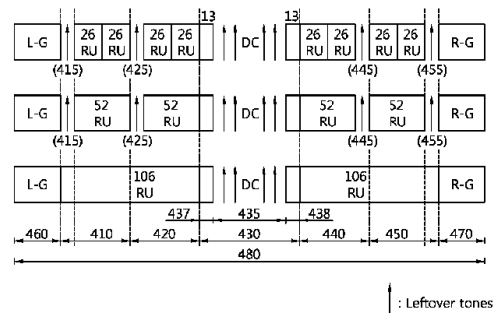 13 13
L-G 26 RU 26 RU 26 RU 26 RU DC 26 RU 26 RU 26 RU 26 RU R-G
(415) (425) (445) (455)
L-G 52 RU 52 RU DC 52 RU 52 RU R-G
(415) (425) (445) (455)
L-G 106 RU DC 106 RU R-G
437 435 438
460 410 420 430 440 450 470
480
: Leftover tones